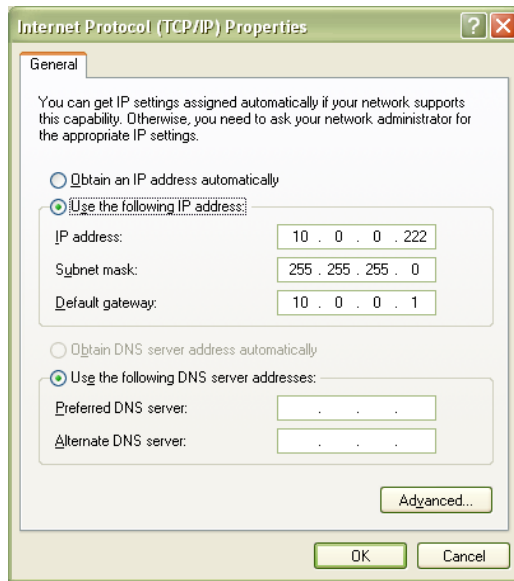 Internet Protocol (TCP/IP) Properties
General
You can get IP settings assigned automatically if your network supports
this capability. Otherwise, you need to ask your network administrator for
the appropriate IP settings.
Obtain an IP address automatically
Use the following IP address:
IP address: 10 . 0 . 0 . 222
Subnet mask: 255 . 255 . 255 . 0
Default gateway: 10 . 0 . 0 . 1
Obtain DNS server address automatically
Use the following DNS server addresses:
Preferred DNS server: . . .
Alternate DNS server: . . .
Advanced...
OK Cancel